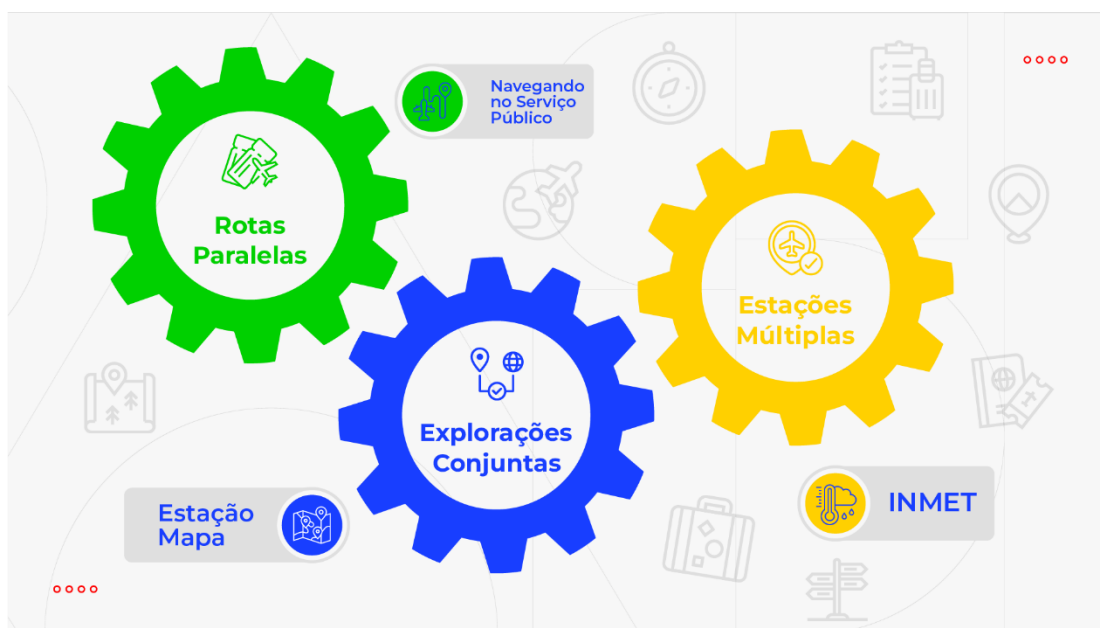 Navegando
no Serviço
Público
Rotas
Paralelas
Estações
Múltiplas
Explorações
Conjuntas
Estação
Mapa
INMET